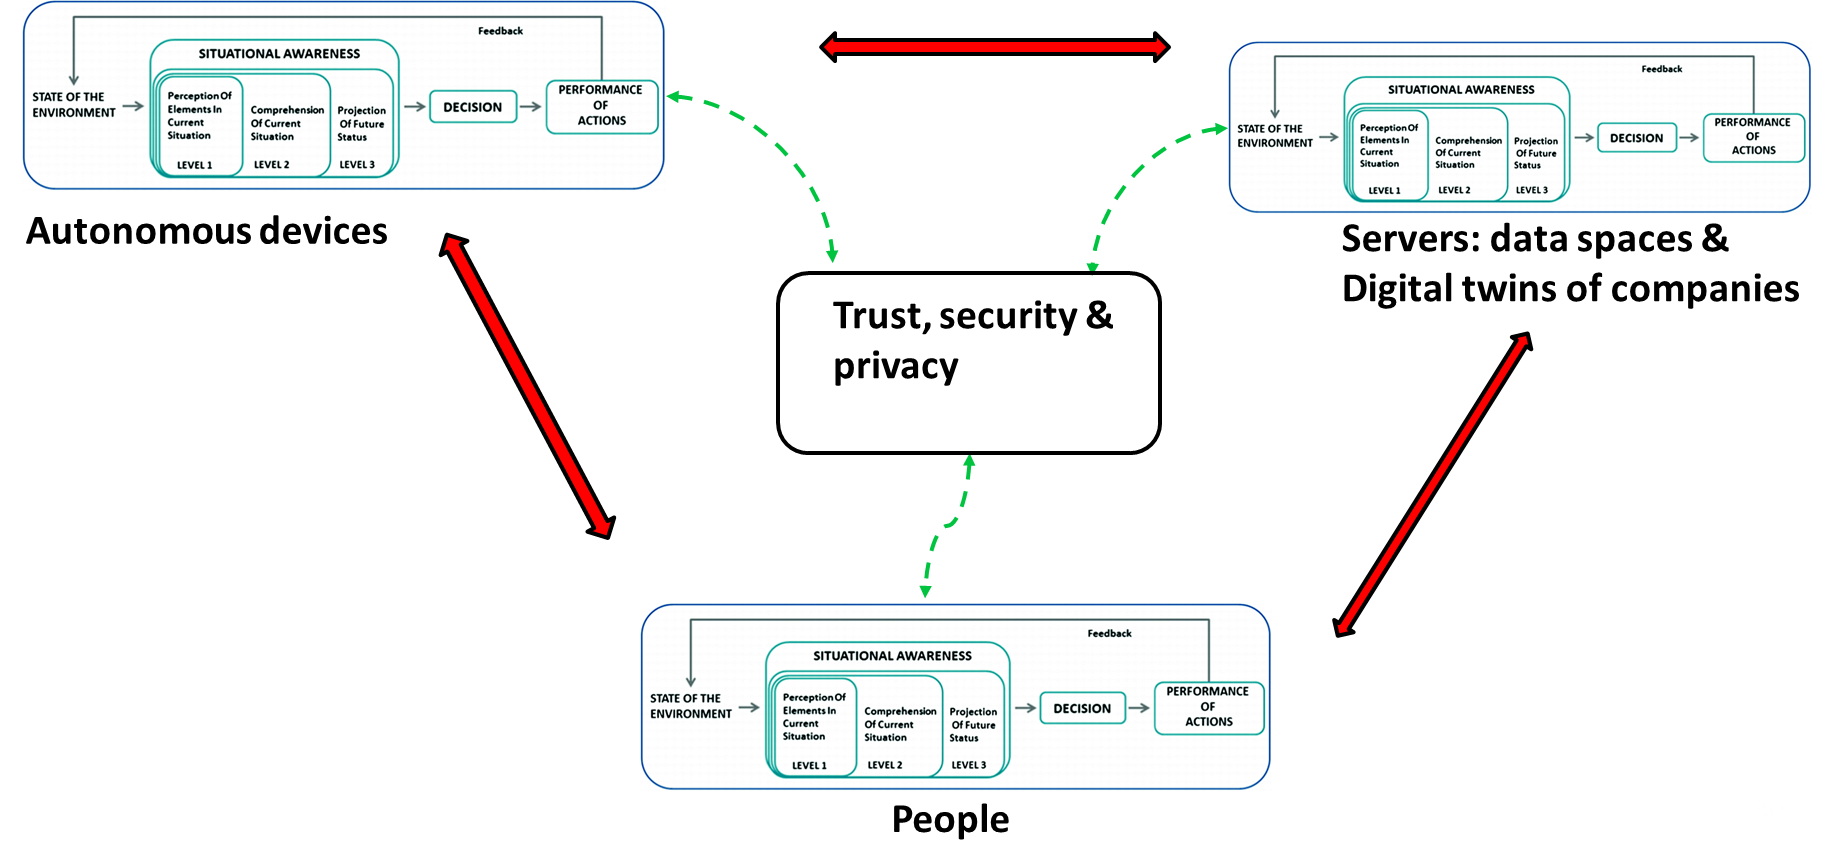 Feedback
SITUATIONAL AWARENESS
STATE OF THE
ENVIRONMENT
Perception Of
Elements In
Current
Situation
LEVEL 1
Comprehension
Of Current
Situation
LEVEL 2
Projection
Of Future
Status
LEVEL 3
DECISION
PERFORMANCE
OF
ACTIONS
Autonomous devices
Feedback
SITUATIONAL AWARENESS
STATE OF THE
ENVIRONMENT
Perception Of
Elements In
Current
Situation
LEVEL 1
Comprehension
Of Current
Situation
LEVEL 2
Projection
Of Future
Status
LEVEL 3
DECISION
PERFORMANCE
OF
ACTIONS
Servers: data spaces &
Digital twins of companies
Trust, security &
privacy
Feedback
SITUATIONAL AWARENESS
STATE OF THE
ENVIRONMENT
Perception Of
Elements In
Current
Situation
LEVEL 1
Comprehension
Of Current
Situation
LEVEL 2
Projection
Of Future
Status
LEVEL 3
DECISION
PERFORMANCE
OF
ACTIONS
People